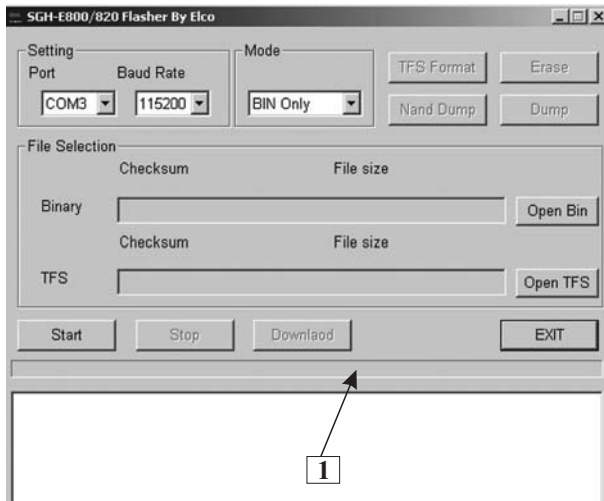 SGH-E800/820 Flasher By Elco
Setting
Mode
Port Baud Rate
TFS Format Erase
COM3 115200 BIN Only
Nand Dump Dump
File Selection
Checksum File size
Binary Open Bin
Checksum File size
TFS Open TFS
Start Stop Downlaod EXIT
1